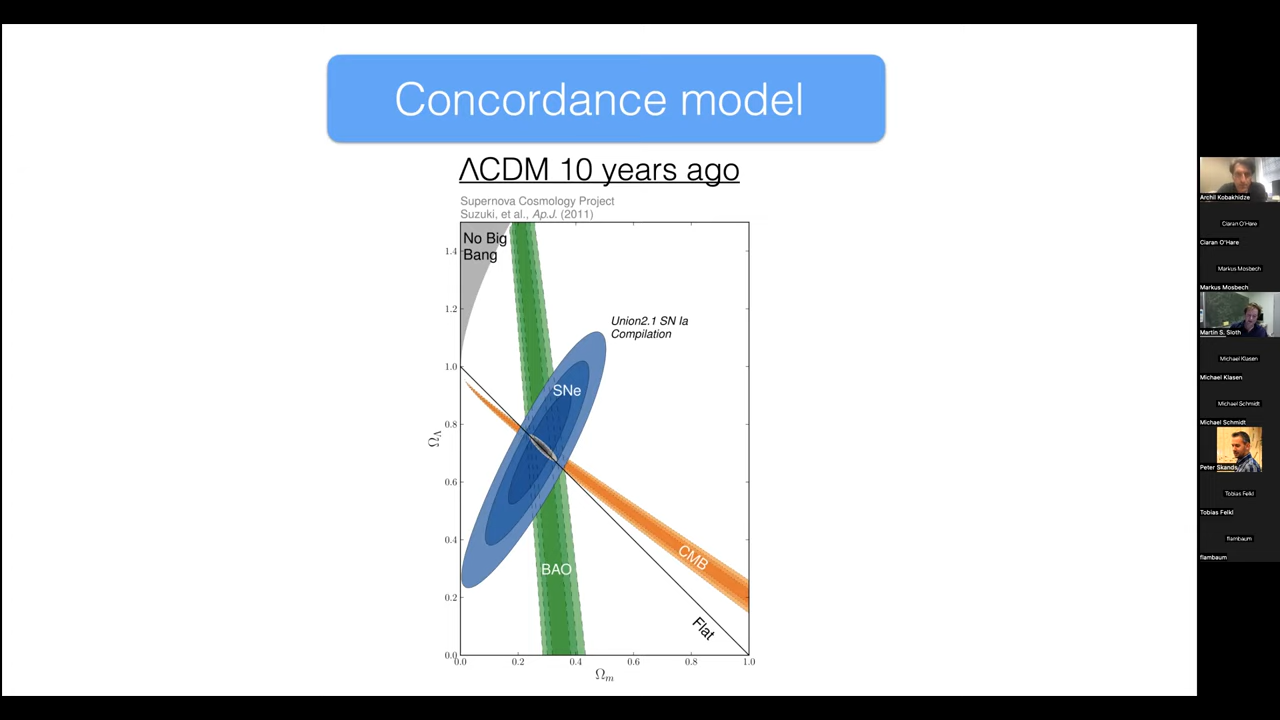 Concordance model
ΛCDM 10 years ago
Supernova Cosmology Project
Suzuki, et al., Ap.J. (2011)
No Big
Bang
Union2.1 SN Ia
Compilation
SNe
BAO
CMB
Flat
1.4
1.2
1.0
0.8
0.6
0.4
0.2
0.0
Ω_Λ
0.0 0.2 0.4 0.6 0.8 1.0
Ω_m
Archil Kobakhidze
Ciaran O'Hare
Ciaran O'Hare
Markus Mosbech
Markus Mosbech
Martin S. Sloth
Michael Klasen
Michael Klasen
Michael Schmidt
Michael Schmidt
Peter Skands
Tobias Felkl
Tobias Felkl
flambaum
flambaum